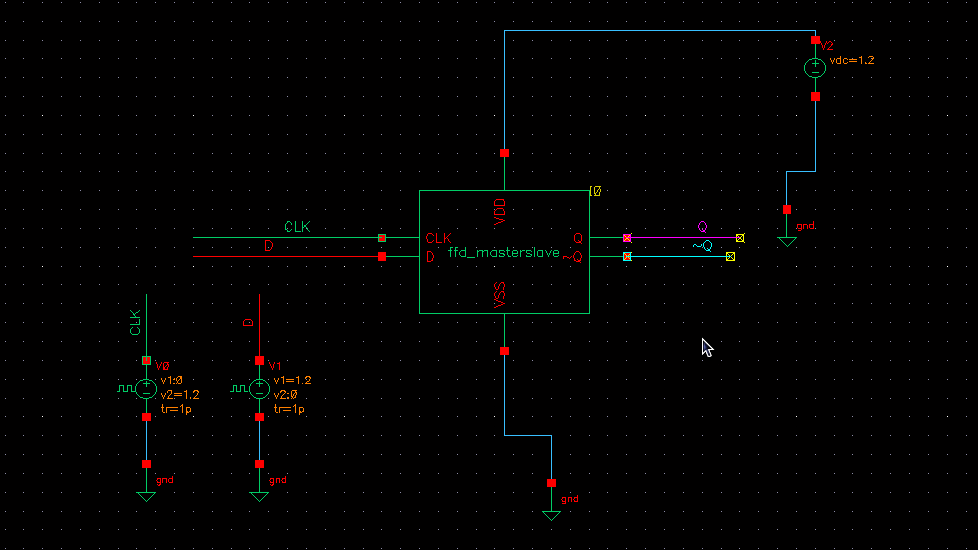 V2
vdc=1.2
I0
VDD
CLK
Q
gnd
CLK
Q
D
~Q
D
ffd_masterslave
~Q
VSS
CLK
D
V0
V1
v1:0
v1=1.2
v2=1.2
v2:0
tr=1p
tr=1p
gnd
gnd
gnd